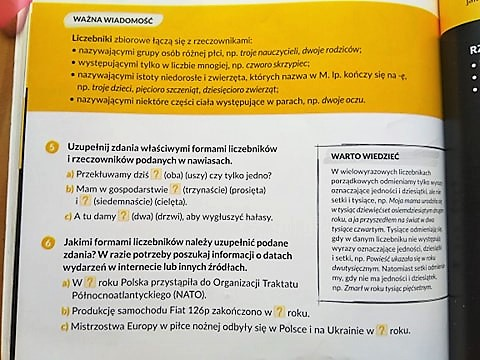 WAŻNA WIADOMOŚĆ
Liczebniki zbiorowe łączą się z rzeczownikami:
• nazywającymi grupy osób różnej płci, np. troje nauczycieli, dwoje rodziców;
• występującymi tylko w liczbie mnogiej, np. czworo skrzypiec;
• nazywającymi istoty niedorosłe i zwierzęta, których nazwa w M. lp. kończy się na -ę,
np. troje dzieci, pięcioro szczeniąt, dziesięcioro zwierząt;
• nazywającymi niektóre części ciała występujące w parach, np. dwoje oczu.
5 Uzupełnij zdania właściwymi formami liczebników
i rzeczowników podanych w nawiasach.
a) Przekłuwamy dziś ? (oba) (uszy) czy tylko jedno?
b) Mam w gospodarstwie ? (trzynaście) (prosięta)
i ? (siedemnaście) (cielęta).
c) A tu damy ? (dwa) (drzwi), aby wygłuszyć hałasy.
6 Jakimi formami liczebników należy uzupełnić podane
zdania? W razie potrzeby poszukaj informacji o datach
wydarzeń w internecie lub innych źródłach.
a) W ? roku Polska przystąpiła do Organizacji Traktatu
Północnoatlantyckiego (NATO).
b) Produkcję samochodu Fiat 126p zakończono w ? roku.
c) Mistrzostwa Europy w piłce nożnej odbyły się w Polsce i na Ukrainie w ? roku.
WARTO WIEDZIEĆ
W wielowyrazowych liczebnikach
porządkowych odmieniamy tylko wyrazy
oznaczające jedności i dziesiątki, ale nie
setki i tysiące, np. Moja mama urodziła się
w tysiąc dziewięćset osiemdziesiątym drugim
roku, a ja przyszedłem na świat w dwa
tysiące czwartym. Tysiące odmieniają się,
gdy w danym liczebniku nie występują
wyrazy oznaczające jedności, dziesiątki
i setki, np. Powieść ukazała się w roku
dwutysięcznym. Natomiast setki odmieniamy,
gdy nie ma jedności i dziesiątek,
np. Zmarł w roku tysiąc pięćsetnym.